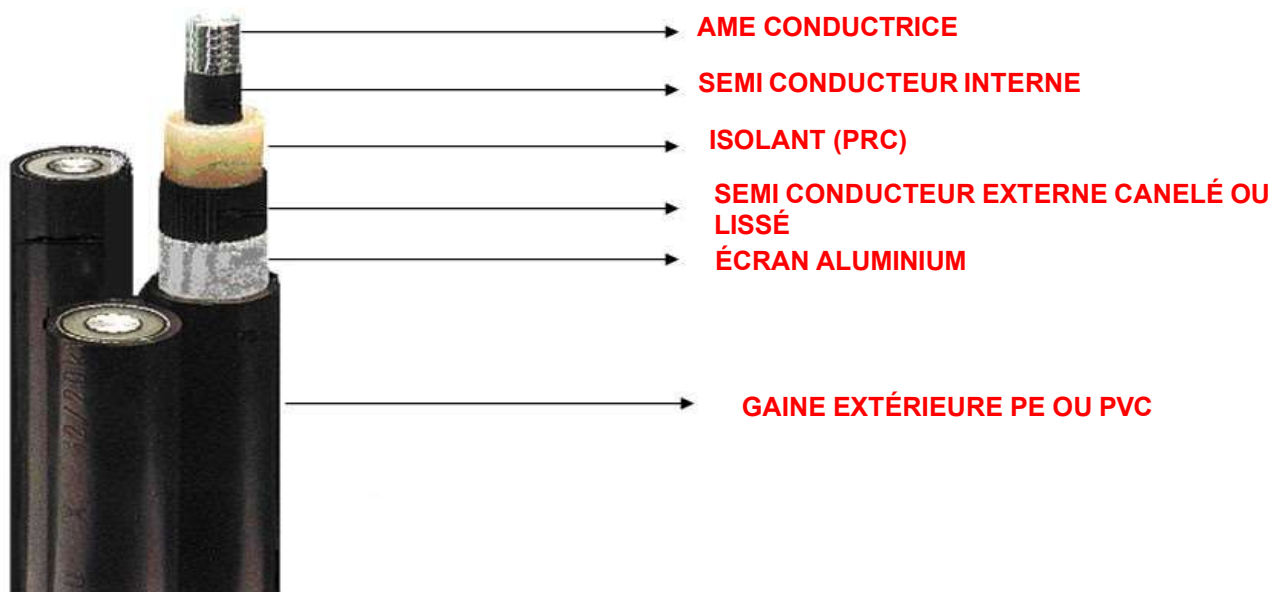 AME CONDUCTRICE
SEMI CONDUCTEUR INTERNE
ISOLANT (PRC)
SEMI CONDUCTEUR EXTERNE CANELÉ OU
LISSÉ
ÉCRAN ALUMINIUM
GAINE EXTÉRIEURE PE OU PVC